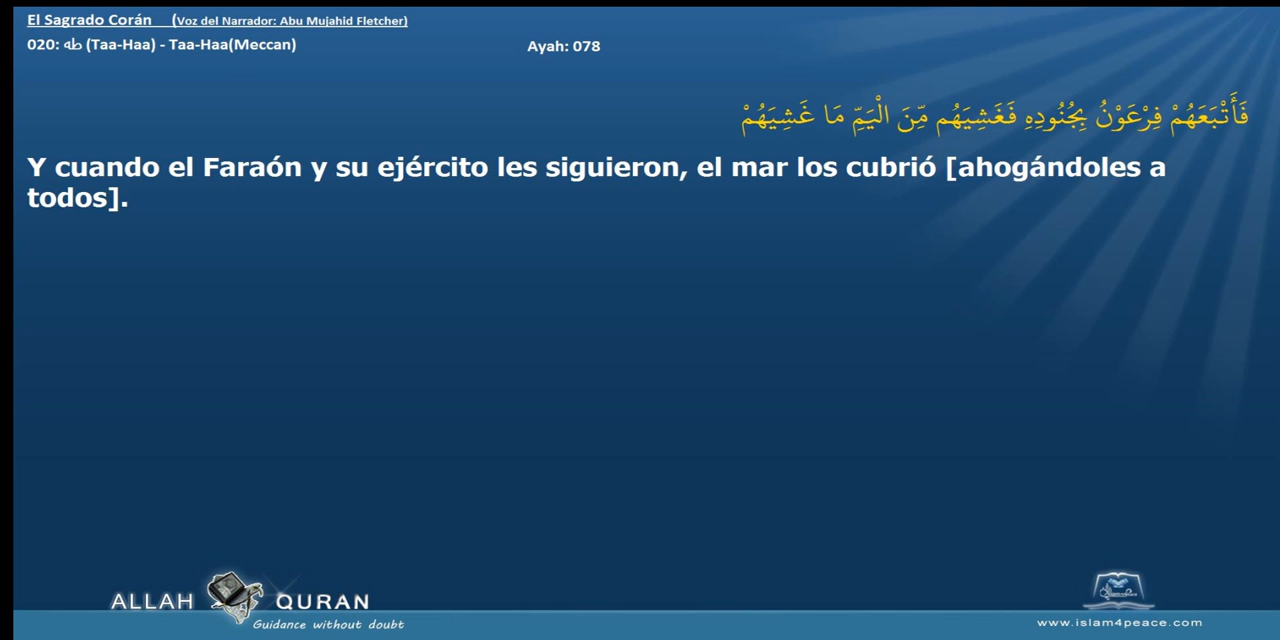 El Sagrado Corán (Voz del Narrador: Abu Mujahid Fletcher)
020: طه (Taa-Haa) - Taa-Haa(Meccan) Ayah: 078
فَأَتْبَعَهُمْ فِرْعَوْنُ بِجُنُودِهِ فَغَشِيَهُم مِّنَ الْيَمِّ مَا غَشِيَهُمْ
Y cuando el Faraón y su ejército les siguieron, el mar los cubrió [ahogándoles a
todos].
ALLAH QURAN
Guidance without doubt
www.islam4peace.com